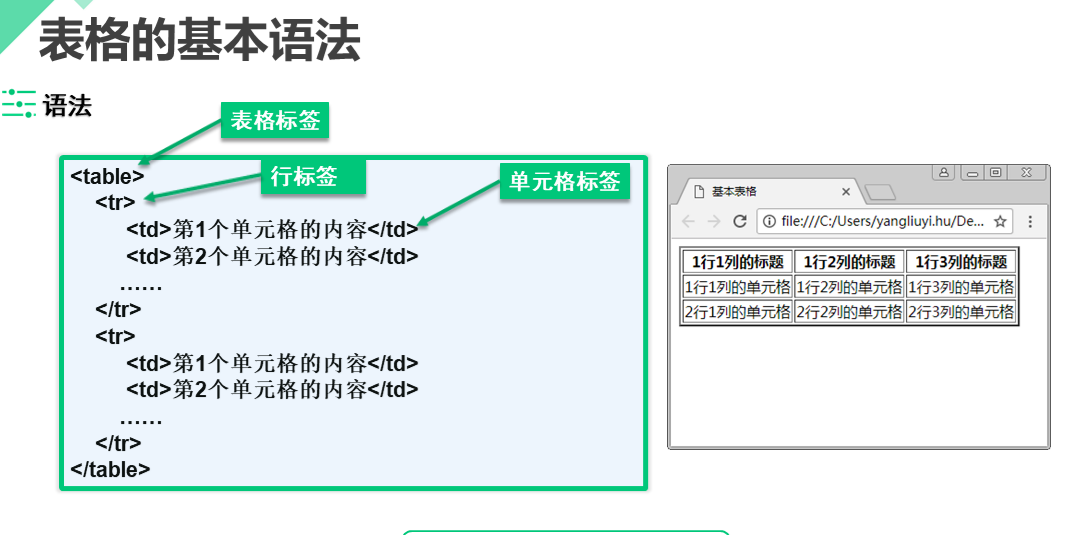 表格的基本语法
语法
表格标签
行标签
单元格标签
<table>
<tr>
<td>第1个单元格的内容</td>
<td>第2个单元格的内容</td>
……
</tr>
<tr>
<td>第1个单元格的内容</td>
<td>第2个单元格的内容</td>
……
</tr>
</table>
基本表格
file:///C:/Users/yangliuyi.hu/De...
1行1列的标题 1行2列的标题 1行3列的标题
1行1列的单元格 1行2列的单元格 1行3列的单元格
2行1列的单元格 2行2列的单元格 2行3列的单元格